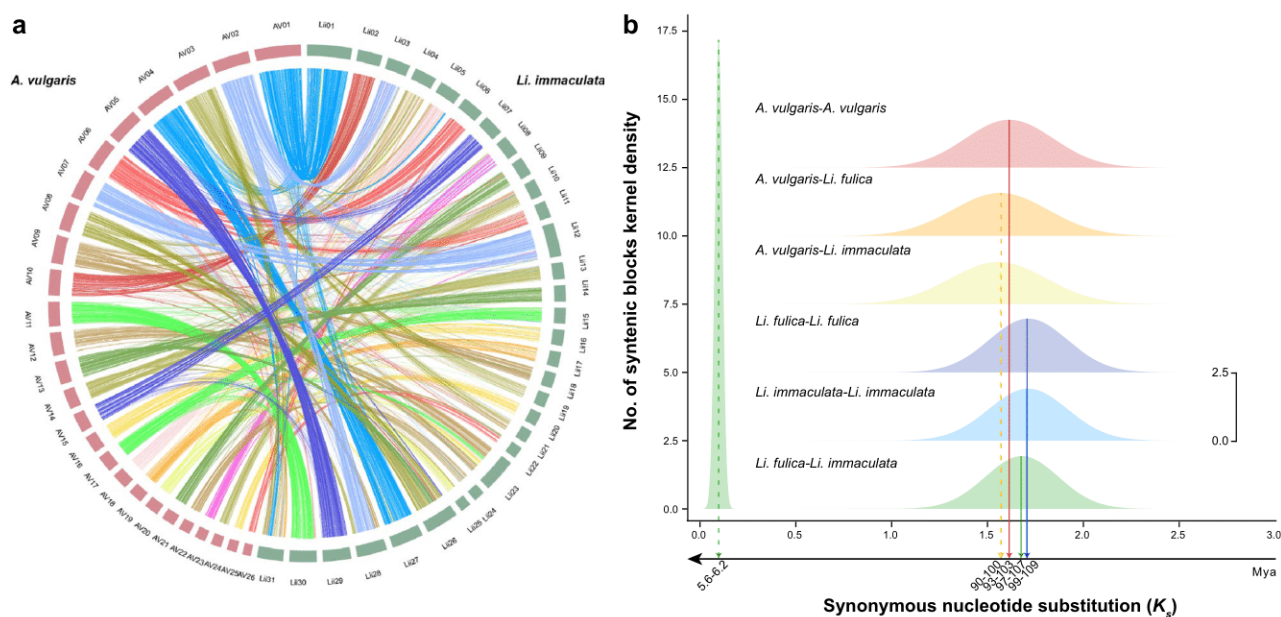 a
A. vulgaris
Li. immaculata
AV01
AV02
AV03
AV04
AV05
AV06
AV07
AV08
AV09
AV10
AV11
AV12
AV13
AV14
AV15
AV16
AV17
AV18
AV19
AV20
AV21
AV22
AV23
AV24
AV25
AV26
Lii01
Lii02
Lii03
Lii04
Lii05
Lii06
Lii07
Lii08
Lii09
Lii10
Lii11
Lii12
Lii13
Lii14
Lii15
Lii16
Lii17
Lii18
Lii19
Lii20
Lii21
Lii22
Lii23
Lii24
Lii25
Lii26
Lii27
Lii28
Lii29
Lii30
Lii31
b
No. of syntenic blocks kernel density
17.5
15.0
12.5
10.0
7.5
5.0
2.5
0.0
A. vulgaris-A. vulgaris
A. vulgaris-Li. fulica
A. vulgaris-Li. immaculata
Li. fulica-Li. fulica
Li. immaculata-Li. immaculata
Li. fulica-Li. immaculata
2.5
0.0
0.0
0.5
1.0
1.5
2.0
2.5
3.0
5.6-6.2
90-100
93-103
97-107
99-109
Mya
Synonymous nucleotide substitution (Ks)